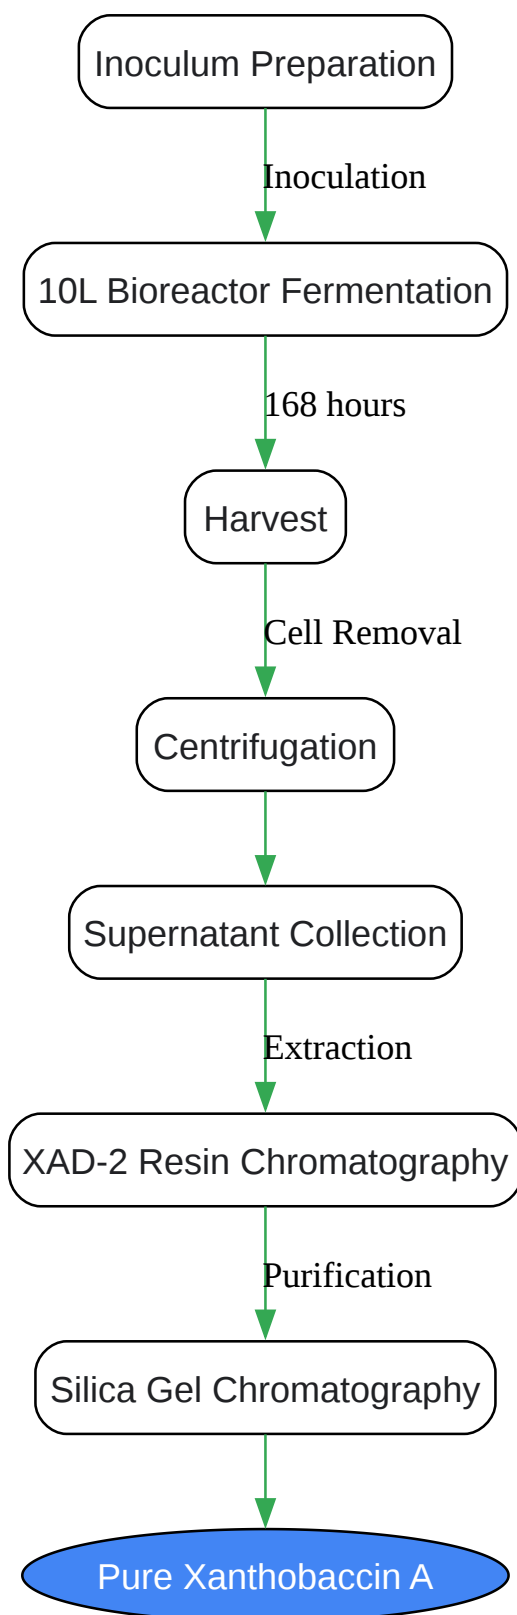 Inoculum Preparation
Inoculation
10L Bioreactor Fermentation
168 hours
Harvest
Cell Removal
Centrifugation
Supernatant Collection
Extraction
XAD-2 Resin Chromatography
Purification
Silica Gel Chromatography
Pure Xanthobaccin A